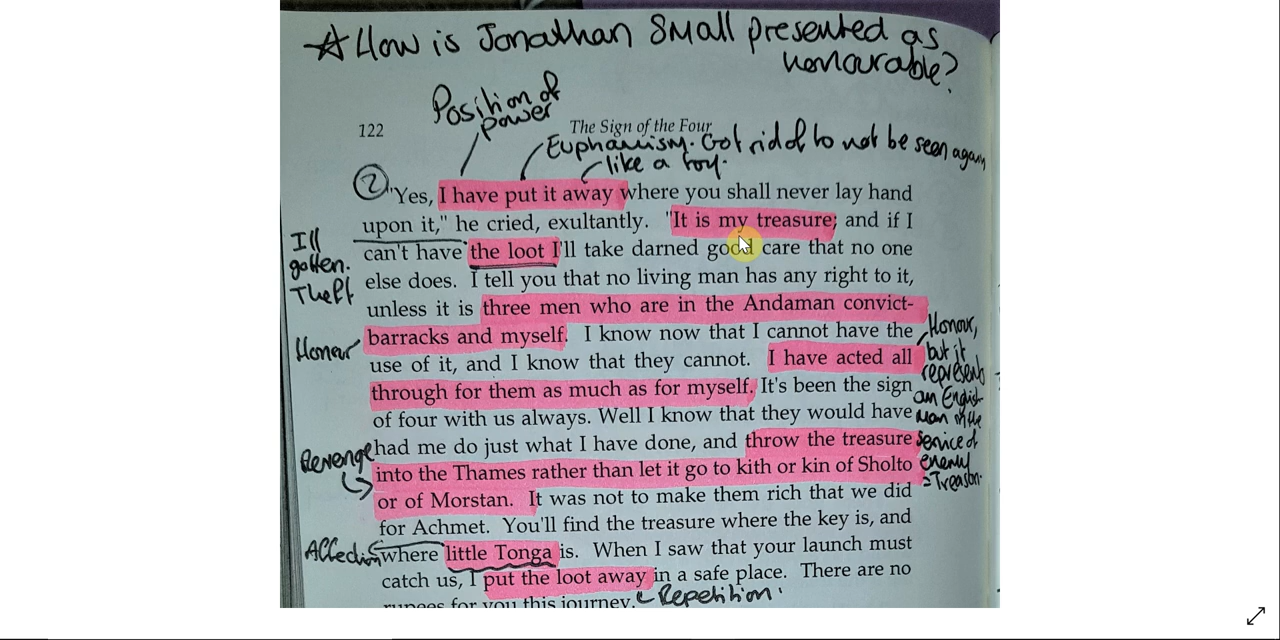 ☆ How is Jonathan Small presented as
honourable?
Position of
power
122
The Sign of the Four
Euphamism. Got rid of to not be seen again
like a toy.
2
"Yes, I have put it away where you shall never lay hand
upon it," he cried, exultantly. "It is my treasure; and if I
can't have the loot I'll take darned good care that no one
else does. I tell you that no living man has any right to it,
unless it is three men who are in the Andaman convict-
barracks and myself. I know now that I cannot have the
use of it, and I know that they cannot. I have acted all
through for them as much as for myself. It's been the sign
of four with us always. Well I know that they would have
had me do just what I have done, and throw the treasure
into the Thames rather than let it go to kith or kin of Sholto
or of Morstan. It was not to make them rich that we did
for Achmet. You'll find the treasure where the key is, and
where little Tonga is. When I saw that your launch must
catch us, I put the loot away in a safe place. There are no
rupees for you this journey.
Ill
gotten.
Theft
Honour
Revenge
Affection
Honour,
but it
represents
an English
man in the
service of
enemy
=Treason.
Repetition.